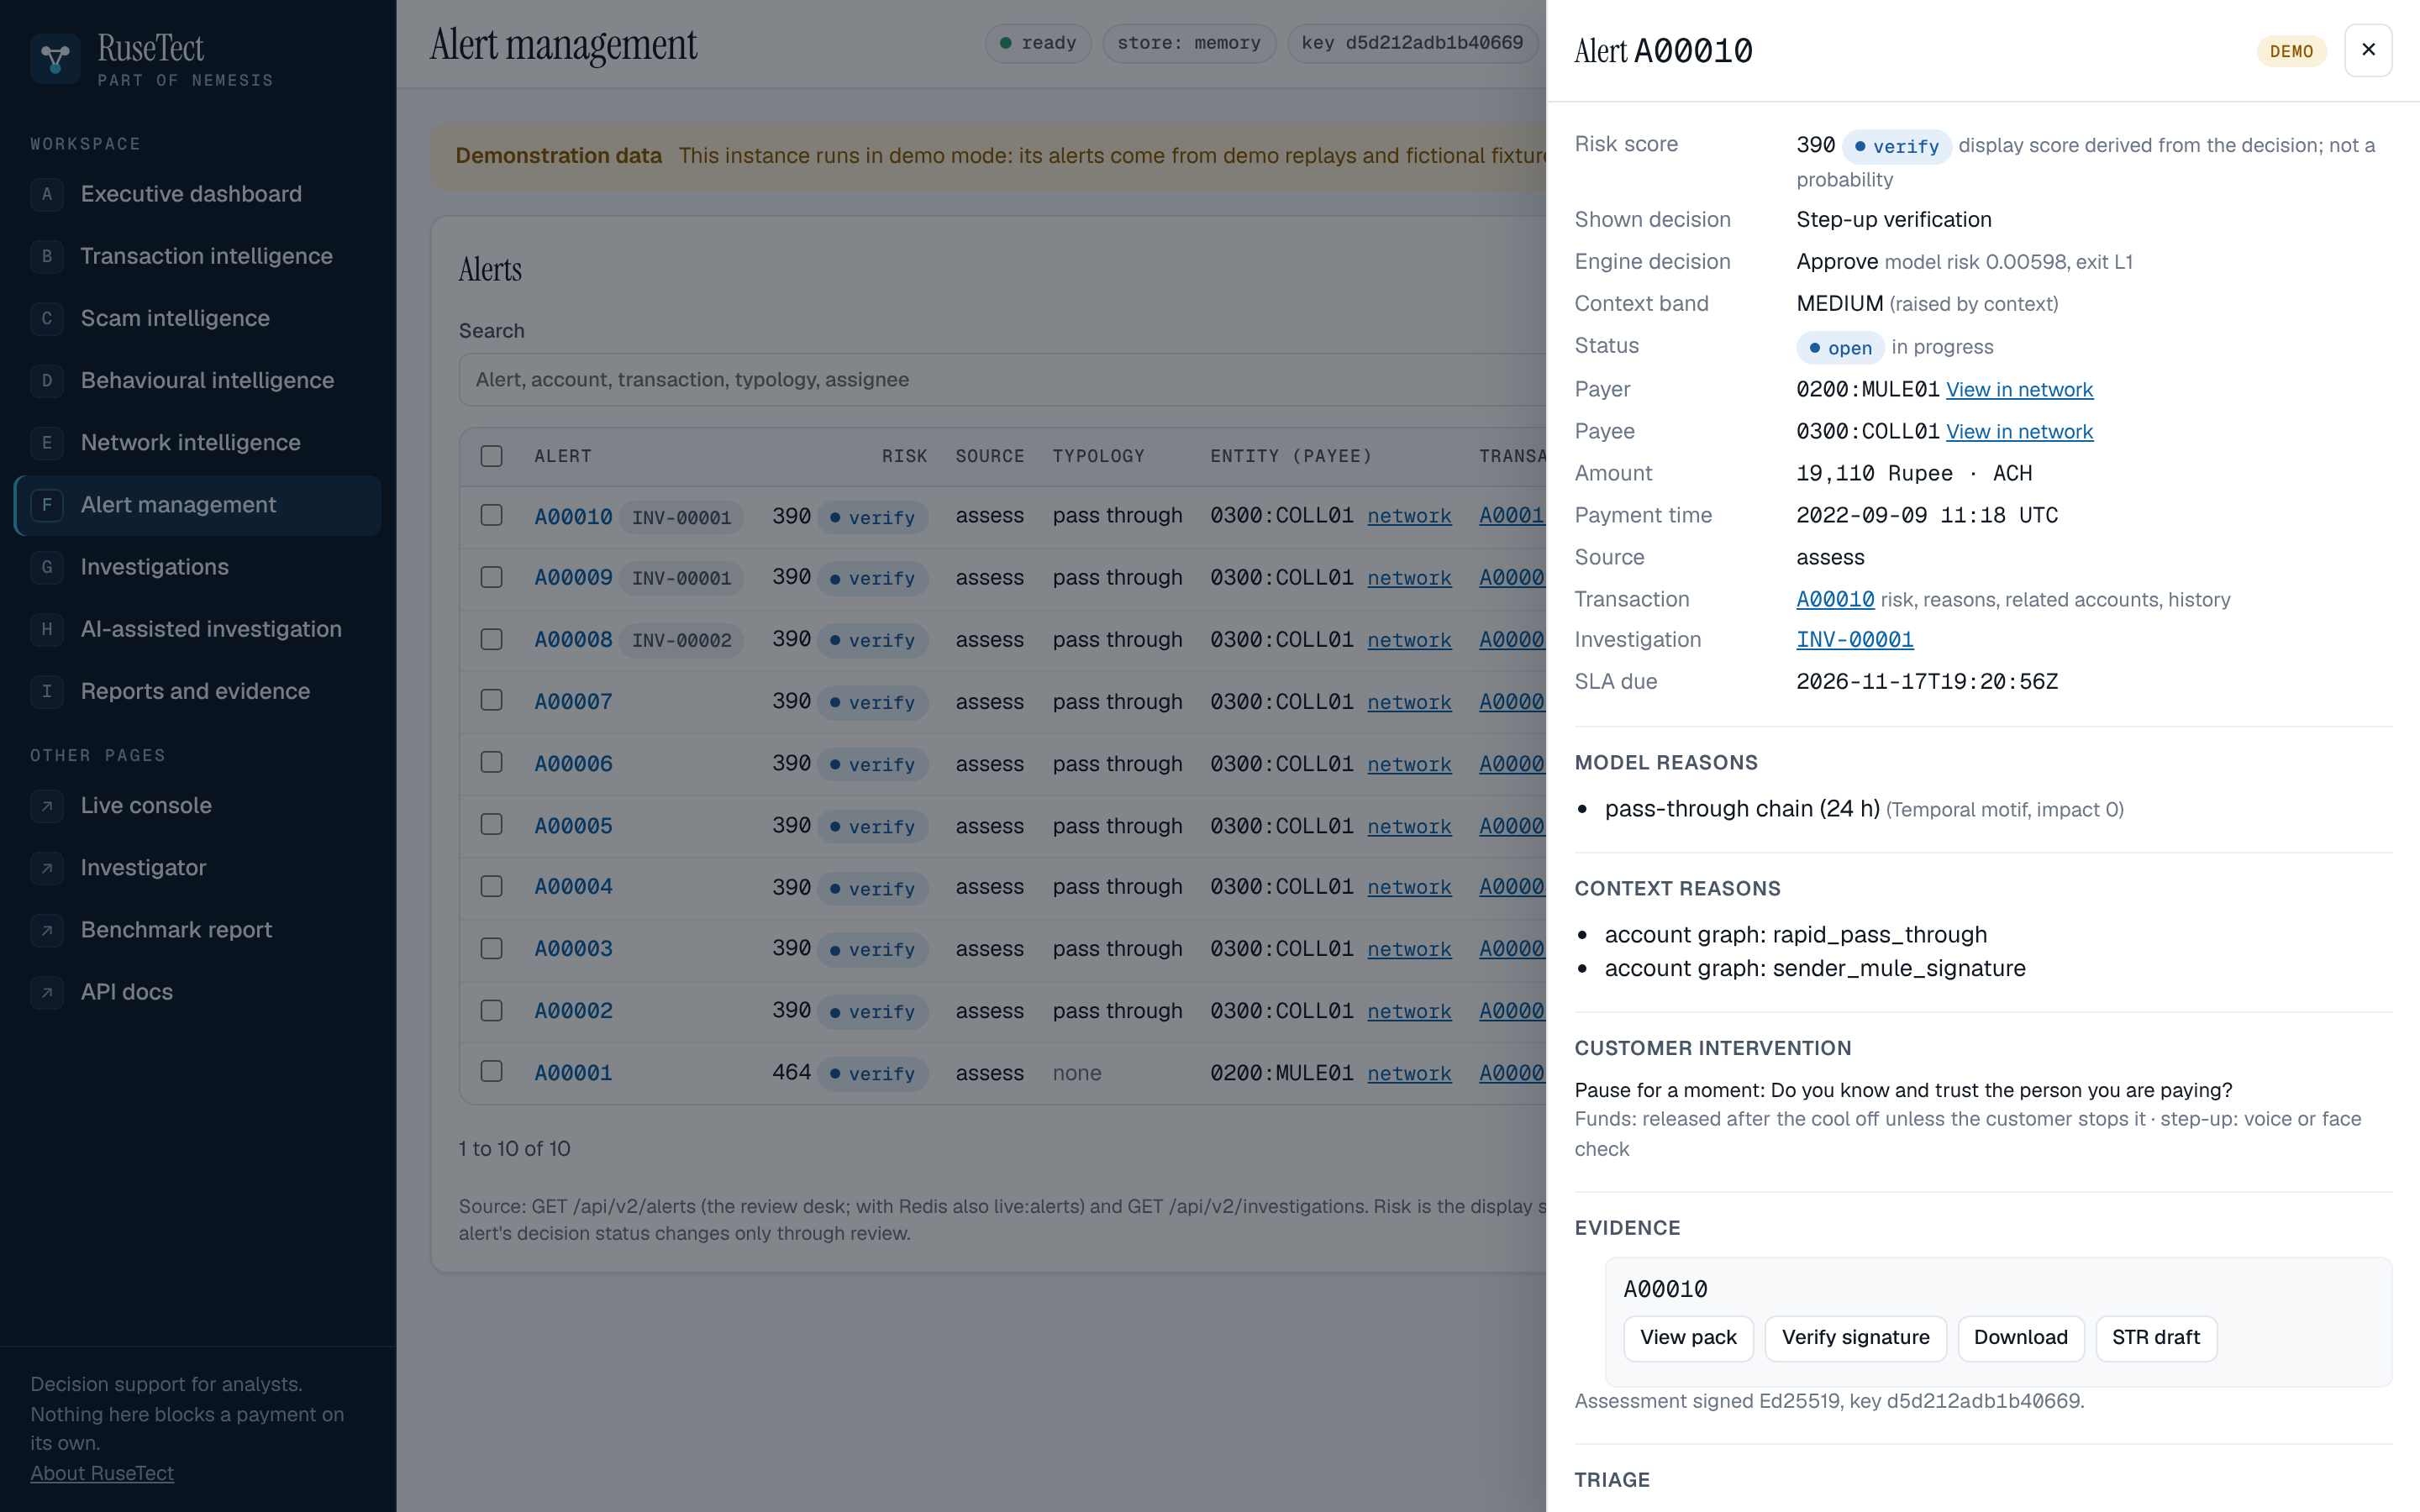 RuseTect
PART OF NEMESIS
WORKSPACE
A Executive dashboard
B Transaction intelligence
C Scam intelligence
D Behavioural intelligence
E Network intelligence
F Alert management
G Investigations
H AI-assisted investigation
I Reports and evidence
OTHER PAGES
Live console
Investigator
Benchmark report
API docs
Decision support for analysts.
Nothing here blocks a payment on
its own.
About RuseTect
Alert management
ready store: memory key d5d212adb1b40669
Demonstration data This instance runs in demo mode: its alerts come from demo replays and fictional fixture
Alerts
Search
Alert, account, transaction, typology, assignee
ALERT RISK SOURCE TYPOLOGY ENTITY (PAYEE) TRANSA
A00010 INV-00001 390 verify assess pass through 0300:COLL01 network A0001
A00009 INV-00001 390 verify assess pass through 0300:COLL01 network A0000
A00008 INV-00002 390 verify assess pass through 0300:COLL01 network A0000
A00007 390 verify assess pass through 0300:COLL01 network A0000
A00006 390 verify assess pass through 0300:COLL01 network A0000
A00005 390 verify assess pass through 0300:COLL01 network A0000
A00004 390 verify assess pass through 0300:COLL01 network A0000
A00003 390 verify assess pass through 0300:COLL01 network A0000
A00002 390 verify assess pass through 0300:COLL01 network A0000
A00001 464 verify assess none 0200:MULE01 network A0000
1 to 10 of 10
Source: GET /api/v2/alerts (the review desk; with Redis also live:alerts) and GET /api/v2/investigations. Risk is the display s
alert's decision status changes only through review.
Alert A00010 DEMO ×
Risk score 390 verify display score derived from the decision; not a
probability
Shown decision Step-up verification
Engine decision Approve model risk 0.00598, exit L1
Context band MEDIUM (raised by context)
Status open in progress
Payer 0200:MULE01 View in network
Payee 0300:COLL01 View in network
Amount 19,110 Rupee · ACH
Payment time 2022-09-09 11:18 UTC
Source assess
Transaction A00010 risk, reasons, related accounts, history
Investigation INV-00001
SLA due 2026-11-17T19:20:56Z
MODEL REASONS
• pass-through chain (24 h) (Temporal motif, impact 0)
CONTEXT REASONS
• account graph: rapid_pass_through
• account graph: sender_mule_signature
CUSTOMER INTERVENTION
Pause for a moment: Do you know and trust the person you are paying?
Funds: released after the cool off unless the customer stops it · step-up: voice or face
check
EVIDENCE
A00010
View pack Verify signature Download STR draft
Assessment signed Ed25519, key d5d212adb1b40669.
TRIAGE